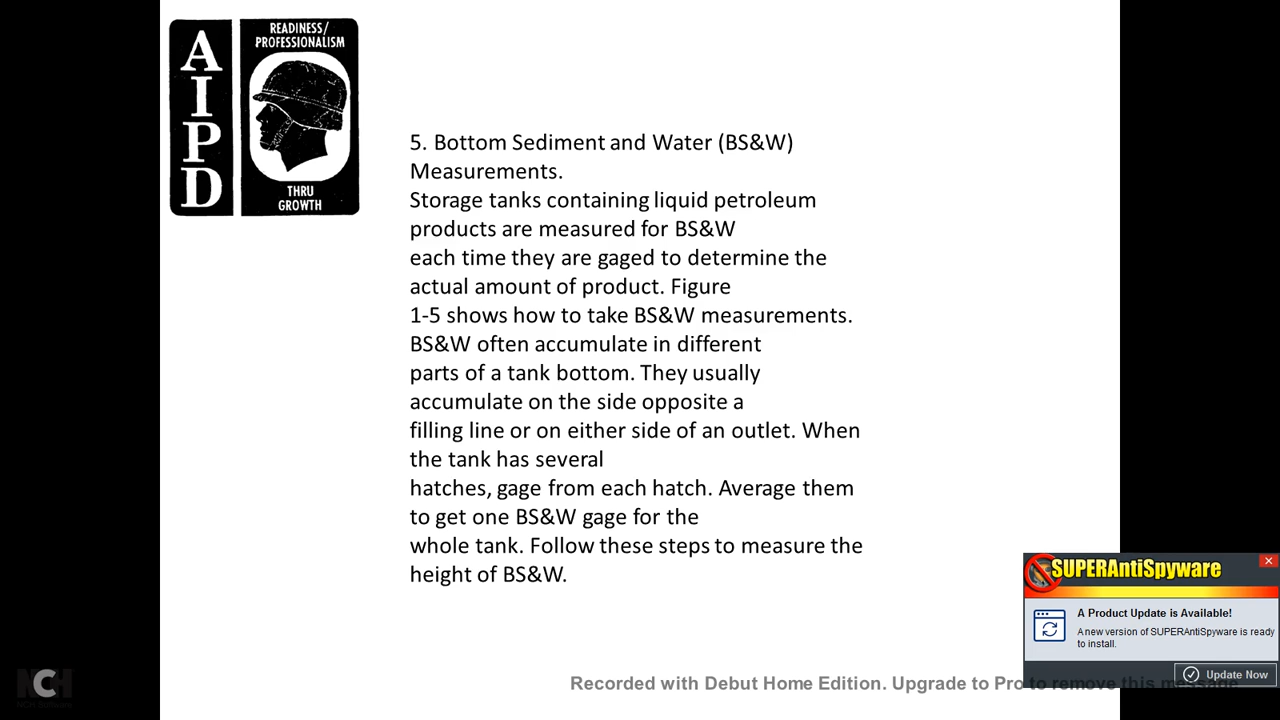 AIPD
READINESS/
PROFESSIONALISM
THRU
GROWTH
5. Bottom Sediment and Water (BS&W)
Measurements.
Storage tanks containing liquid petroleum
products are measured for BS&W
each time they are gaged to determine the
actual amount of product. Figure
1-5 shows how to take BS&W measurements.
BS&W often accumulate in different
parts of a tank bottom. They usually
accumulate on the side opposite a
filling line or on either side of an outlet. When
the tank has several
hatches, gage from each hatch. Average them
to get one BS&W gage for the
whole tank. Follow these steps to measure the
height of BS&W.
SUPERAntiSpyware
A Product Update is Available!
A new version of SUPERAntiSpyware is ready
to install.
Update Now
NCH
NCH Software
Recorded with Debut Home Edition. Upgrade to Pro to remove this message